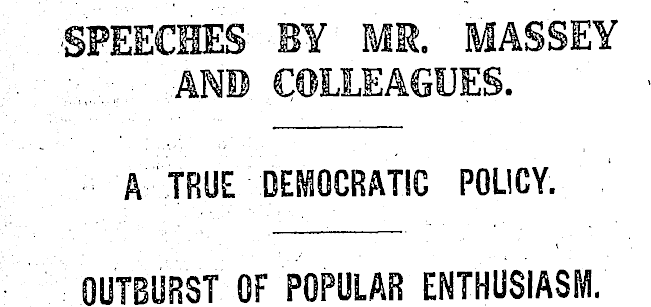 SPEECHES BY MR. MASSEY
AND COLLEAGUES.
A TRUE DEMOCRATIC POLICY.
OUTBURST OF POPULAR ENTHUSIASM.